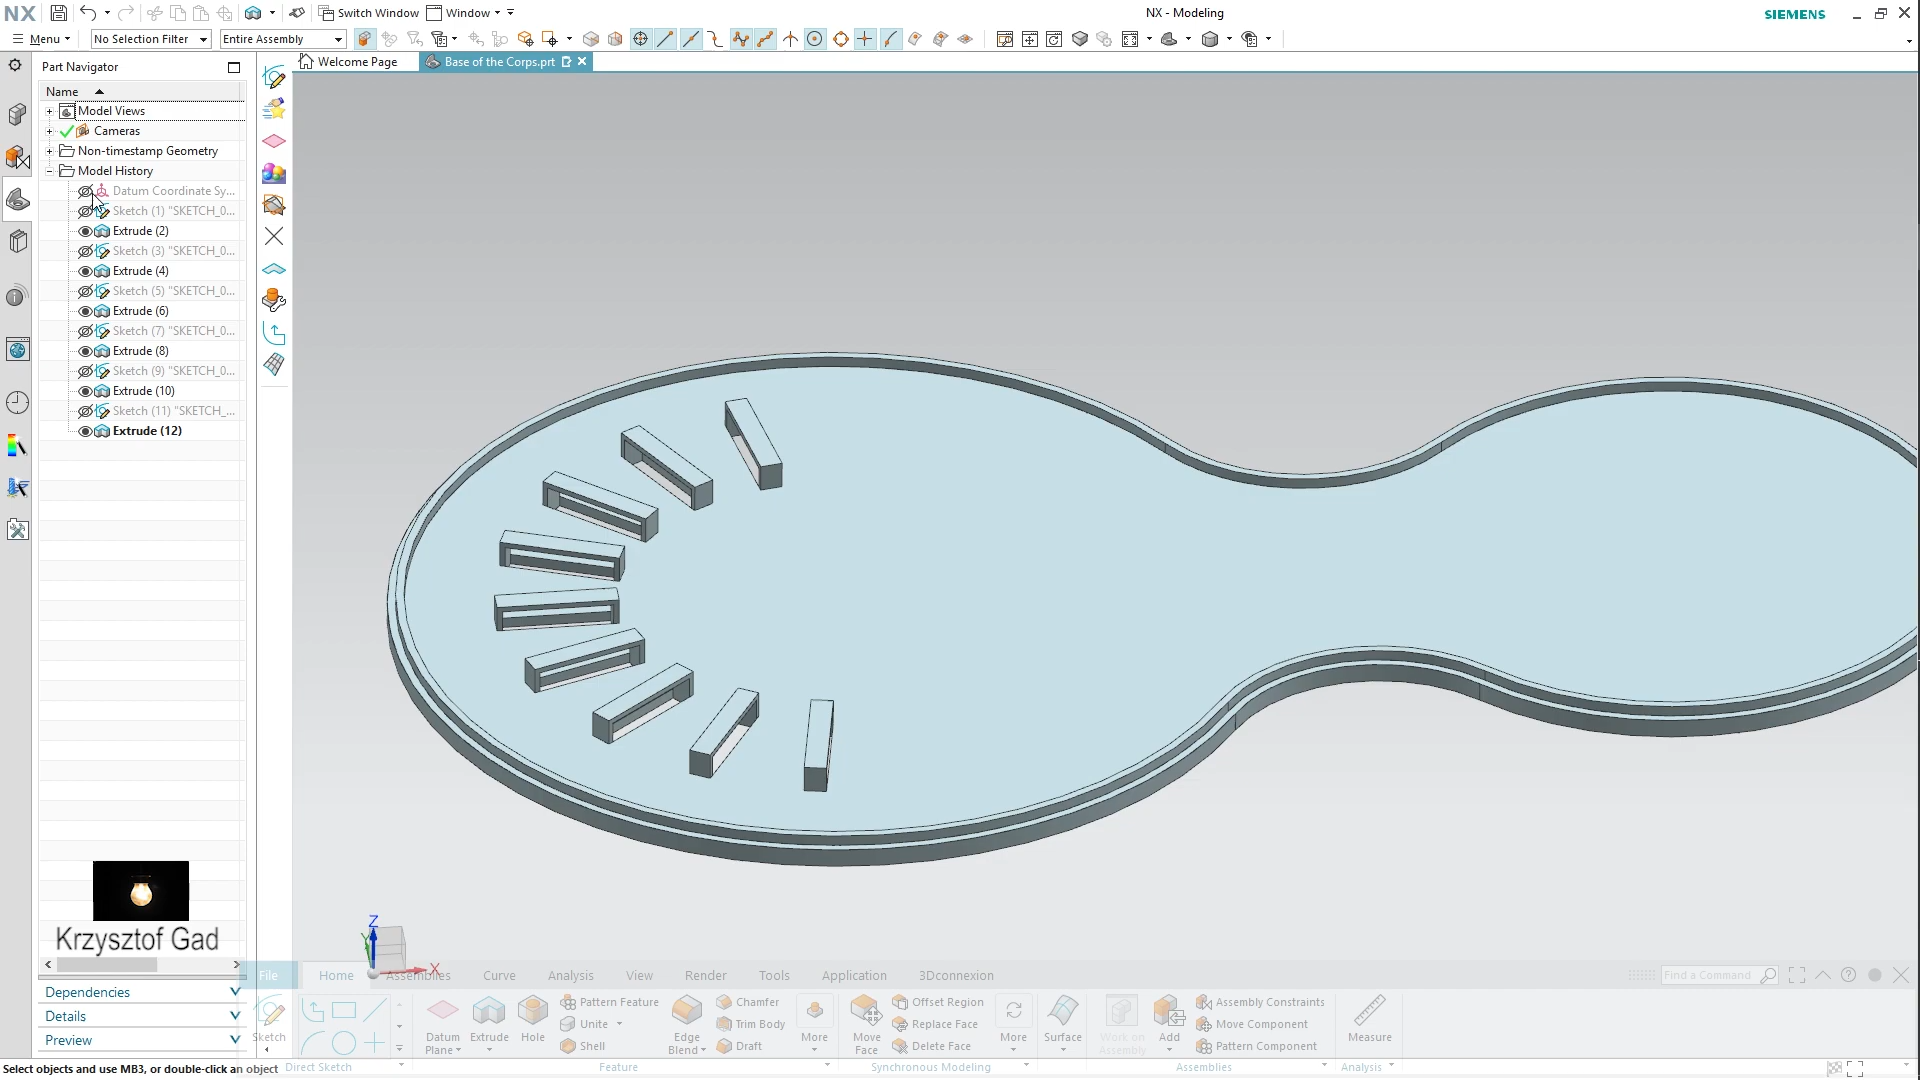 NX Switch Window Window NX - Modeling SIEMENS
Menu No Selection Filter Entire Assembly
Part Navigator Welcome Page Base of the Corps.prt
Name
Model Views
Cameras
Non-timestamp Geometry
Model History
Datum Coordinate Sy...
Sketch (1) "SKETCH_0...
Extrude (2)
Sketch (3) "SKETCH_0...
Extrude (4)
Sketch (5) "SKETCH_0...
Extrude (6)
Sketch (7) "SKETCH_0...
Extrude (8)
Sketch (9) "SKETCH_0...
Extrude (10)
Sketch (11) "SKETCH_...
Extrude (12)
Krzysztof Gad
Z
X
File Home Assemblies Curve Analysis View Render Tools Application 3Dconnexion Find a Command
Dependencies
Details
Preview
Sketch
Datum Plane
Extrude
Hole
Pattern Feature
Unite
Shell
Edge Blend
Chamfer
Trim Body
Draft
More
Move Face
Offset Region
Replace Face
Delete Face
More
Surface
Work on Assembly
Add
Assembly Constraints
Move Component
Pattern Component
Measure
Select objects and use MB3, or double-click an object Direct Sketch Feature Synchronous Modeling Assemblies Analysis